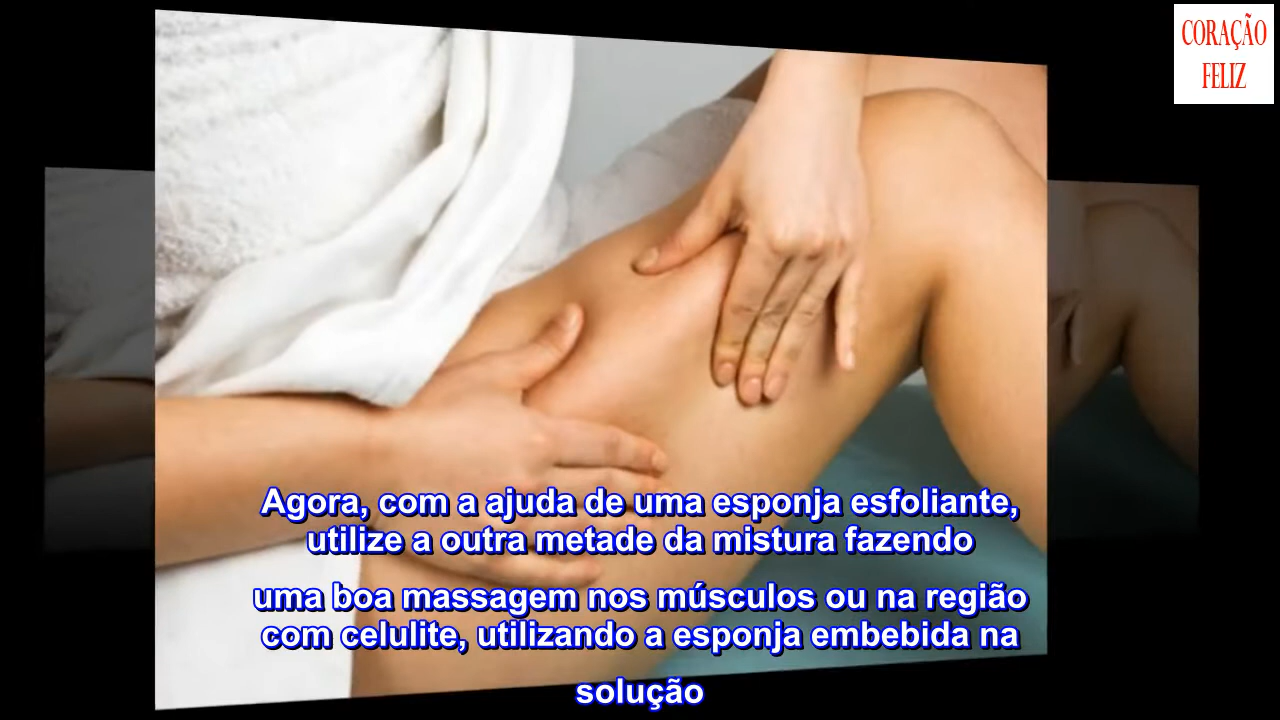 CORAÇÃO
FELIZ
Agora, com a ajuda de uma esponja esfoliante,
utilize a outra metade da mistura fazendo
uma boa massagem nos músculos ou na região
com celulite, utilizando a esponja embebida na
solução